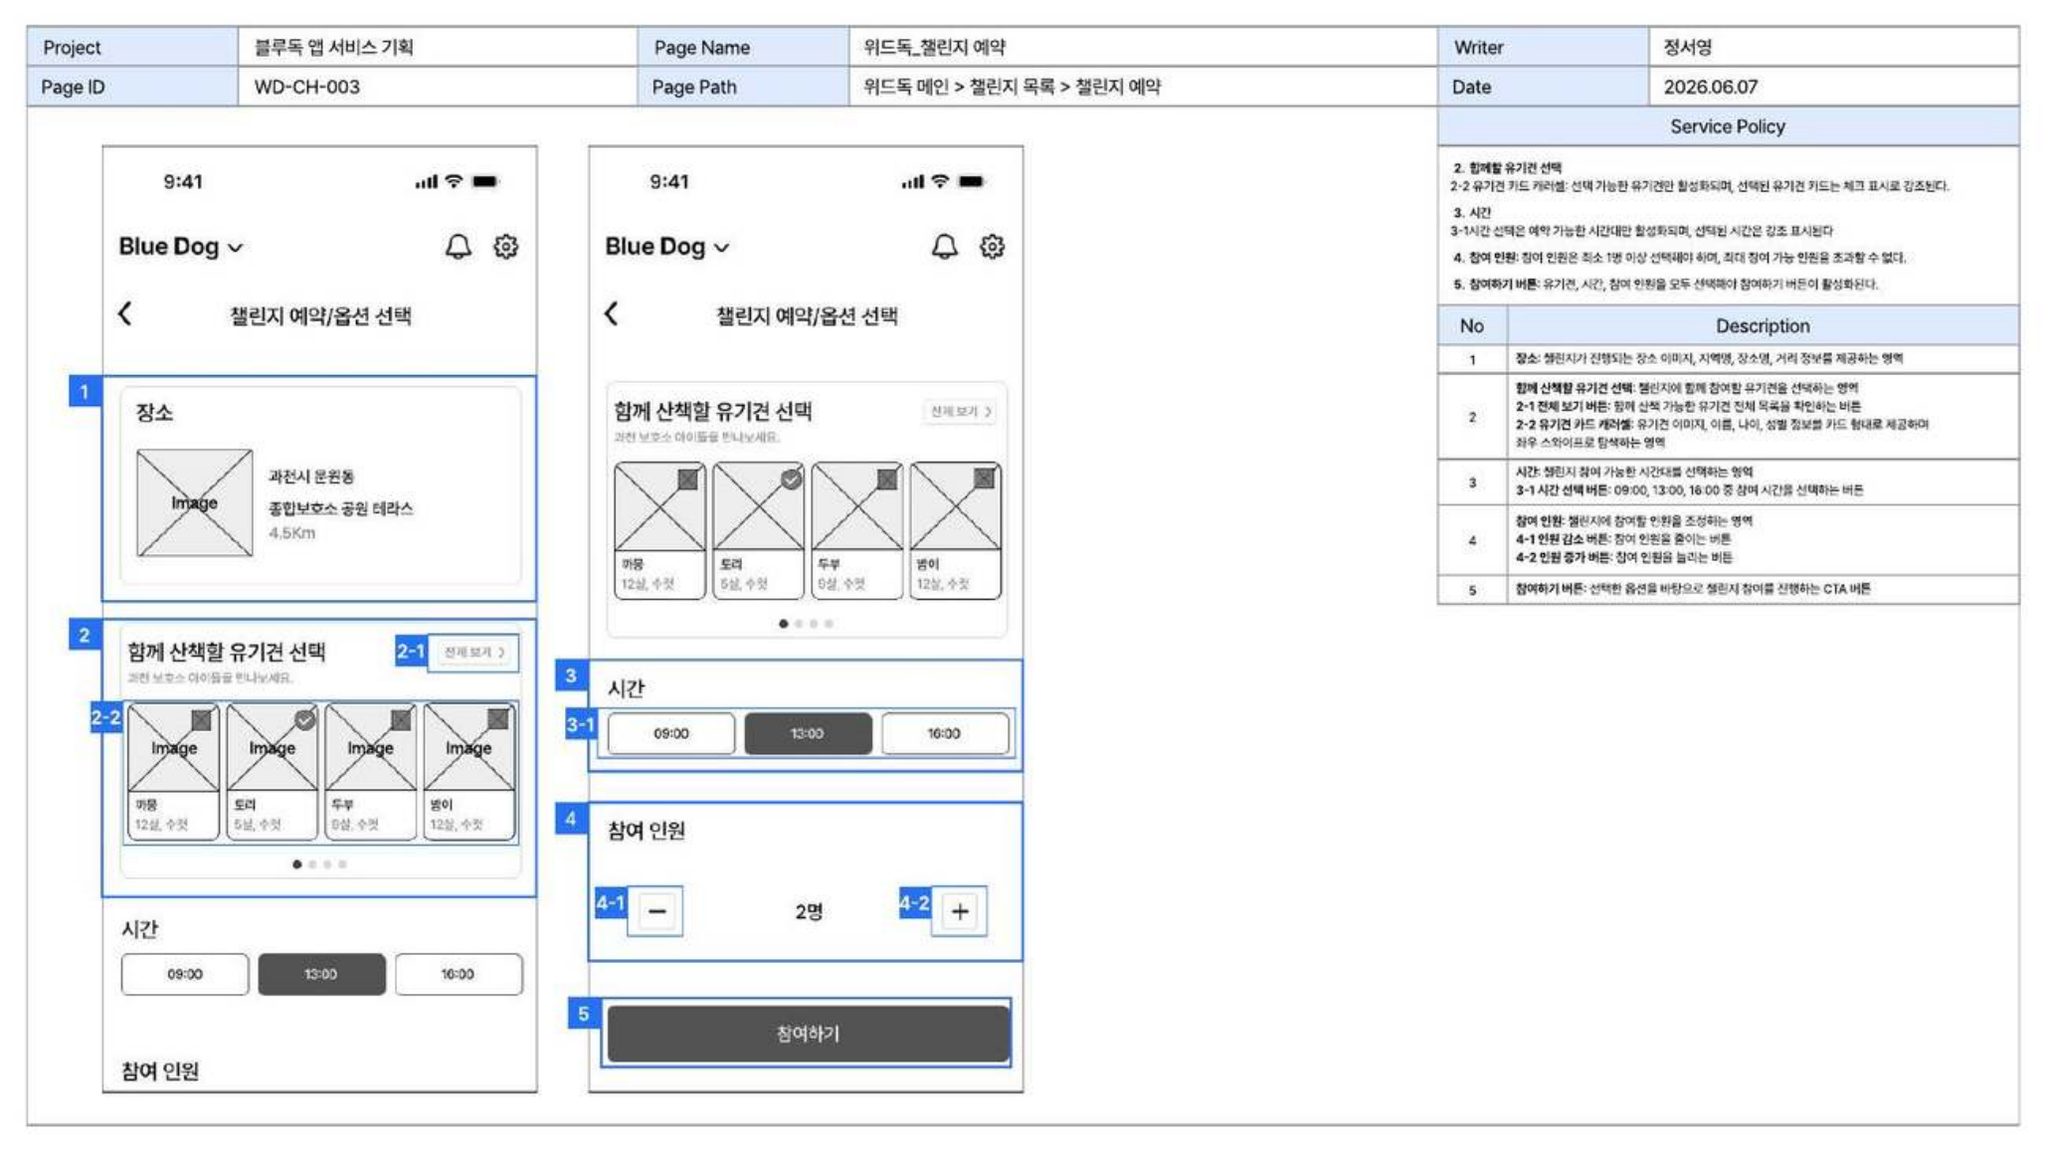 Project 블루독 앱 서비스 기획 Page Name 위드독_챌린지 예약 Writer 정서영
Page ID WD-CH-003 Page Path 위드독 메인 > 챌린지 목록 > 챌린지 예약 Date 2026.06.07
9:41
Blue Dog
챌린지 예약/옵션 선택
1
장소
Image
과천시 문원동
종합보호소 공원 테라스
4.5Km
2
함께 산책할 유기견 선택
2-1
전체 보기 >
과천 보호소 아이들을 만나보세요.
2-2
Image Image Image Image
까뭉 토리 두부 밤이
12살, 수컷 5살, 수컷 9살, 수컷 12살, 수컷
시간
09:00 13:00 16:00
참여 인원
9:41
Blue Dog
챌린지 예약/옵션 선택
함께 산책할 유기견 선택
전체 보기 >
과천 보호소 아이들을 만나보세요.
까뭉 토리 두부 밤이
12살, 수컷 5살, 수컷 9살, 수컷 12살, 수컷
3
시간
3-1
09:00 13:00 16:00
4
참여 인원
4-1
2명
4-2
5
참여하기
Service Policy
2. 함께할 유기견 선택
2-2 유기견 카드 캐러셀: 선택 가능한 유기견만 활성화되며, 선택된 유기견 카드는 체크 표시로 강조된다.
3. 시간
3-1시간 선택은 예약 가능한 시간대만 활성화되며, 선택된 시간은 강조 표시된다
4. 참여 인원: 참여 인원은 최소 1명 이상 선택해야 하며, 최대 참여 가능 인원을 초과할 수 없다.
5. 참여하기 버튼: 유기견, 시간, 참여 인원을 모두 선택해야 참여하기 버튼이 활성화된다.
No Description
1 장소: 챌린지가 진행되는 장소 이미지, 지역명, 장소명, 거리 정보를 제공하는 영역
2
함께 산책할 유기견 선택: 챌린지에 함께 참여할 유기견을 선택하는 영역
2-1 전체 보기 버튼: 함께 산책 가능한 유기견 전체 목록을 확인하는 버튼
2-2 유기견 카드 캐러셀: 유기견 이미지, 이름, 나이, 성별 정보를 카드 형태로 제공하며
좌우 스와이프로 탐색하는 영역
3
시간: 챌린지 참여 가능한 시간대를 선택하는 영역
3-1 시간 선택 버튼: 09:00, 13:00, 16:00 중 참여 시간을 선택하는 버튼
4
참여 인원: 챌린지에 참여할 인원을 조정하는 영역
4-1 인원 감소 버튼: 참여 인원을 줄이는 버튼
4-2 인원 증가 버튼: 참여 인원을 늘리는 버튼
5 참여하기 버튼: 선택한 옵션을 바탕으로 챌린지 참여를 진행하는 CTA 버튼